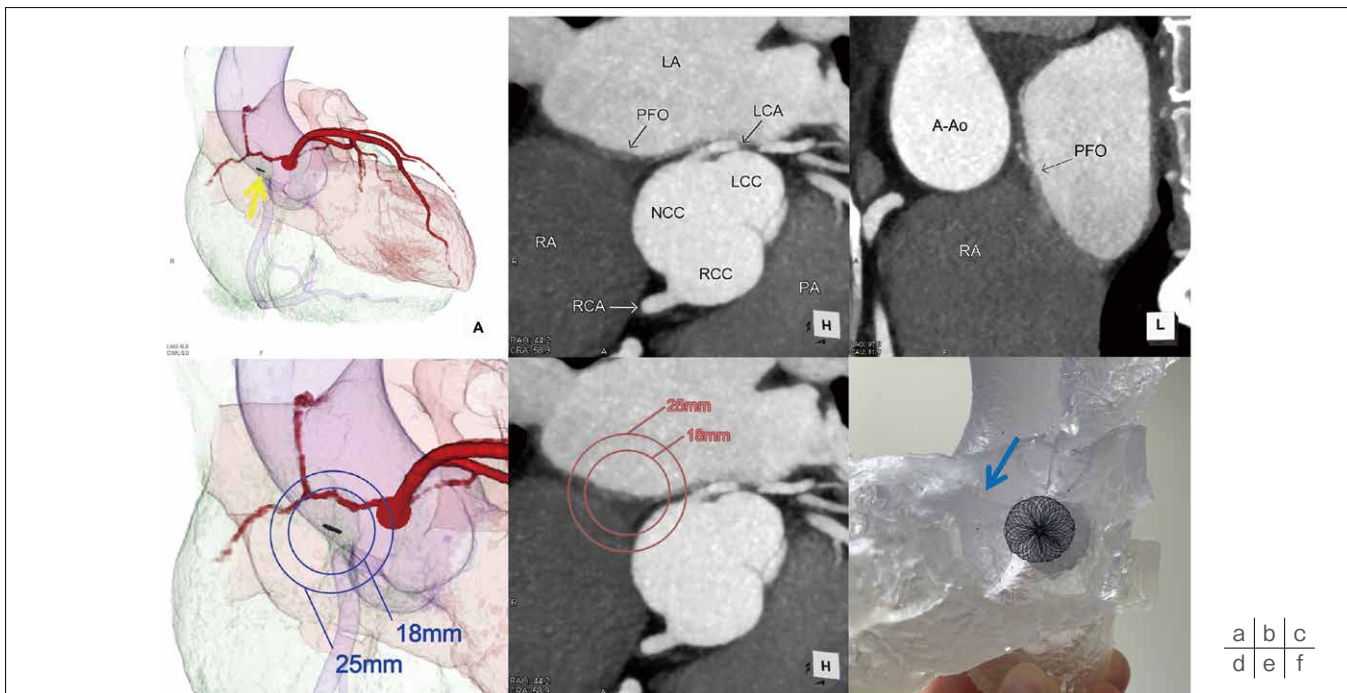 A
LA
PFO
LCA
LCC
NCC
RA
RCC
PA
RCA
H
A-Ao
PFO
RA
L
18mm
25mm
25mm
18mm
H
a b c
d e f